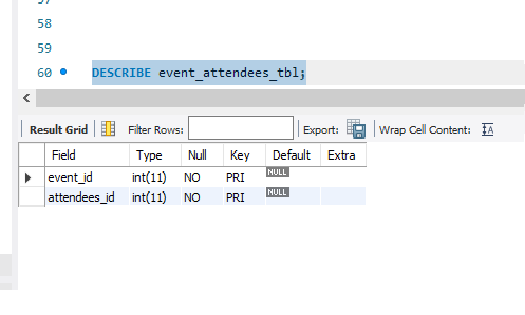 58
59
60 DESCRIBE event_attendees_tbl;
Result Grid Filter Rows: Export: Wrap Cell Content: IA
Field Type Null Key Default Extra
event_id int(11) NO PRI NULL
attendees_id int(11) NO PRI NULL